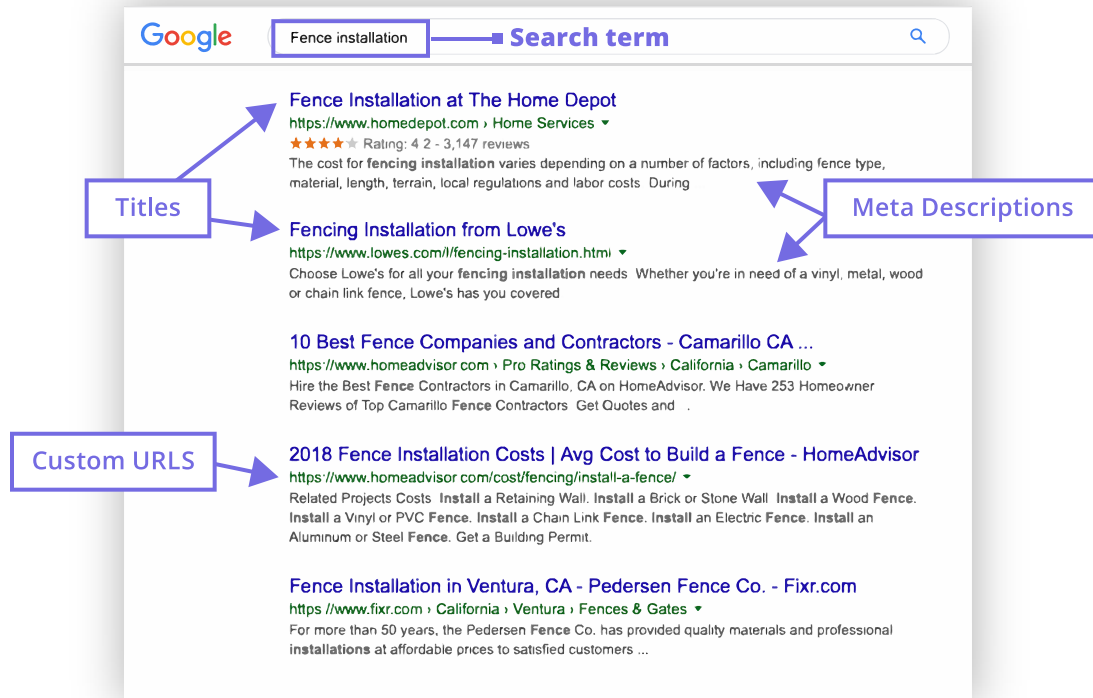 Google
Fence installation
Search term
Fence Installation at The Home Depot
https://www.homedepot.com › Home Services
Rating: 4 2 - 3,147 reviews
The cost for fencing installation varies depending on a number of factors, including fence type,
material, length, terrain, local regulations and labor costs During
Titles
Meta Descriptions
Fencing Installation from Lowe's
https://www.lowes.com/l/fencing-installation.html
Choose Lowe's for all your fencing installation needs Whether you're in need of a vinyl, metal, wood
or chain link fence, Lowe's has you covered
10 Best Fence Companies and Contractors - Camarillo CA ...
https://www.homeadvisor com › Pro Ratings & Reviews › California › Camarillo
Hire the Best Fence Contractors in Camarillo, CA on HomeAdvisor. We Have 253 Homeowner
Reviews of Top Camarillo Fence Contractors Get Quotes and .
Custom URLS
2018 Fence Installation Costs | Avg Cost to Build a Fence - HomeAdvisor
https://www.homeadvisor com/cost/fencing/install-a-fence/
Related Projects Costs Install a Retaining Wall. Install a Brick or Stone Wall Install a Wood Fence.
Install a Vinyl or PVC Fence. Install a Chain Link Fence. Install an Electric Fence. Install an
Aluminum or Steel Fence. Get a Building Permit.
Fence Installation in Ventura, CA - Pedersen Fence Co. - Fixr.com
https //www.fixr.com › California › Ventura › Fences & Gates
For more than 50 years, the Pedersen Fence Co. has provided quality materials and professional
installations at affordable prices to satisfied customers ...